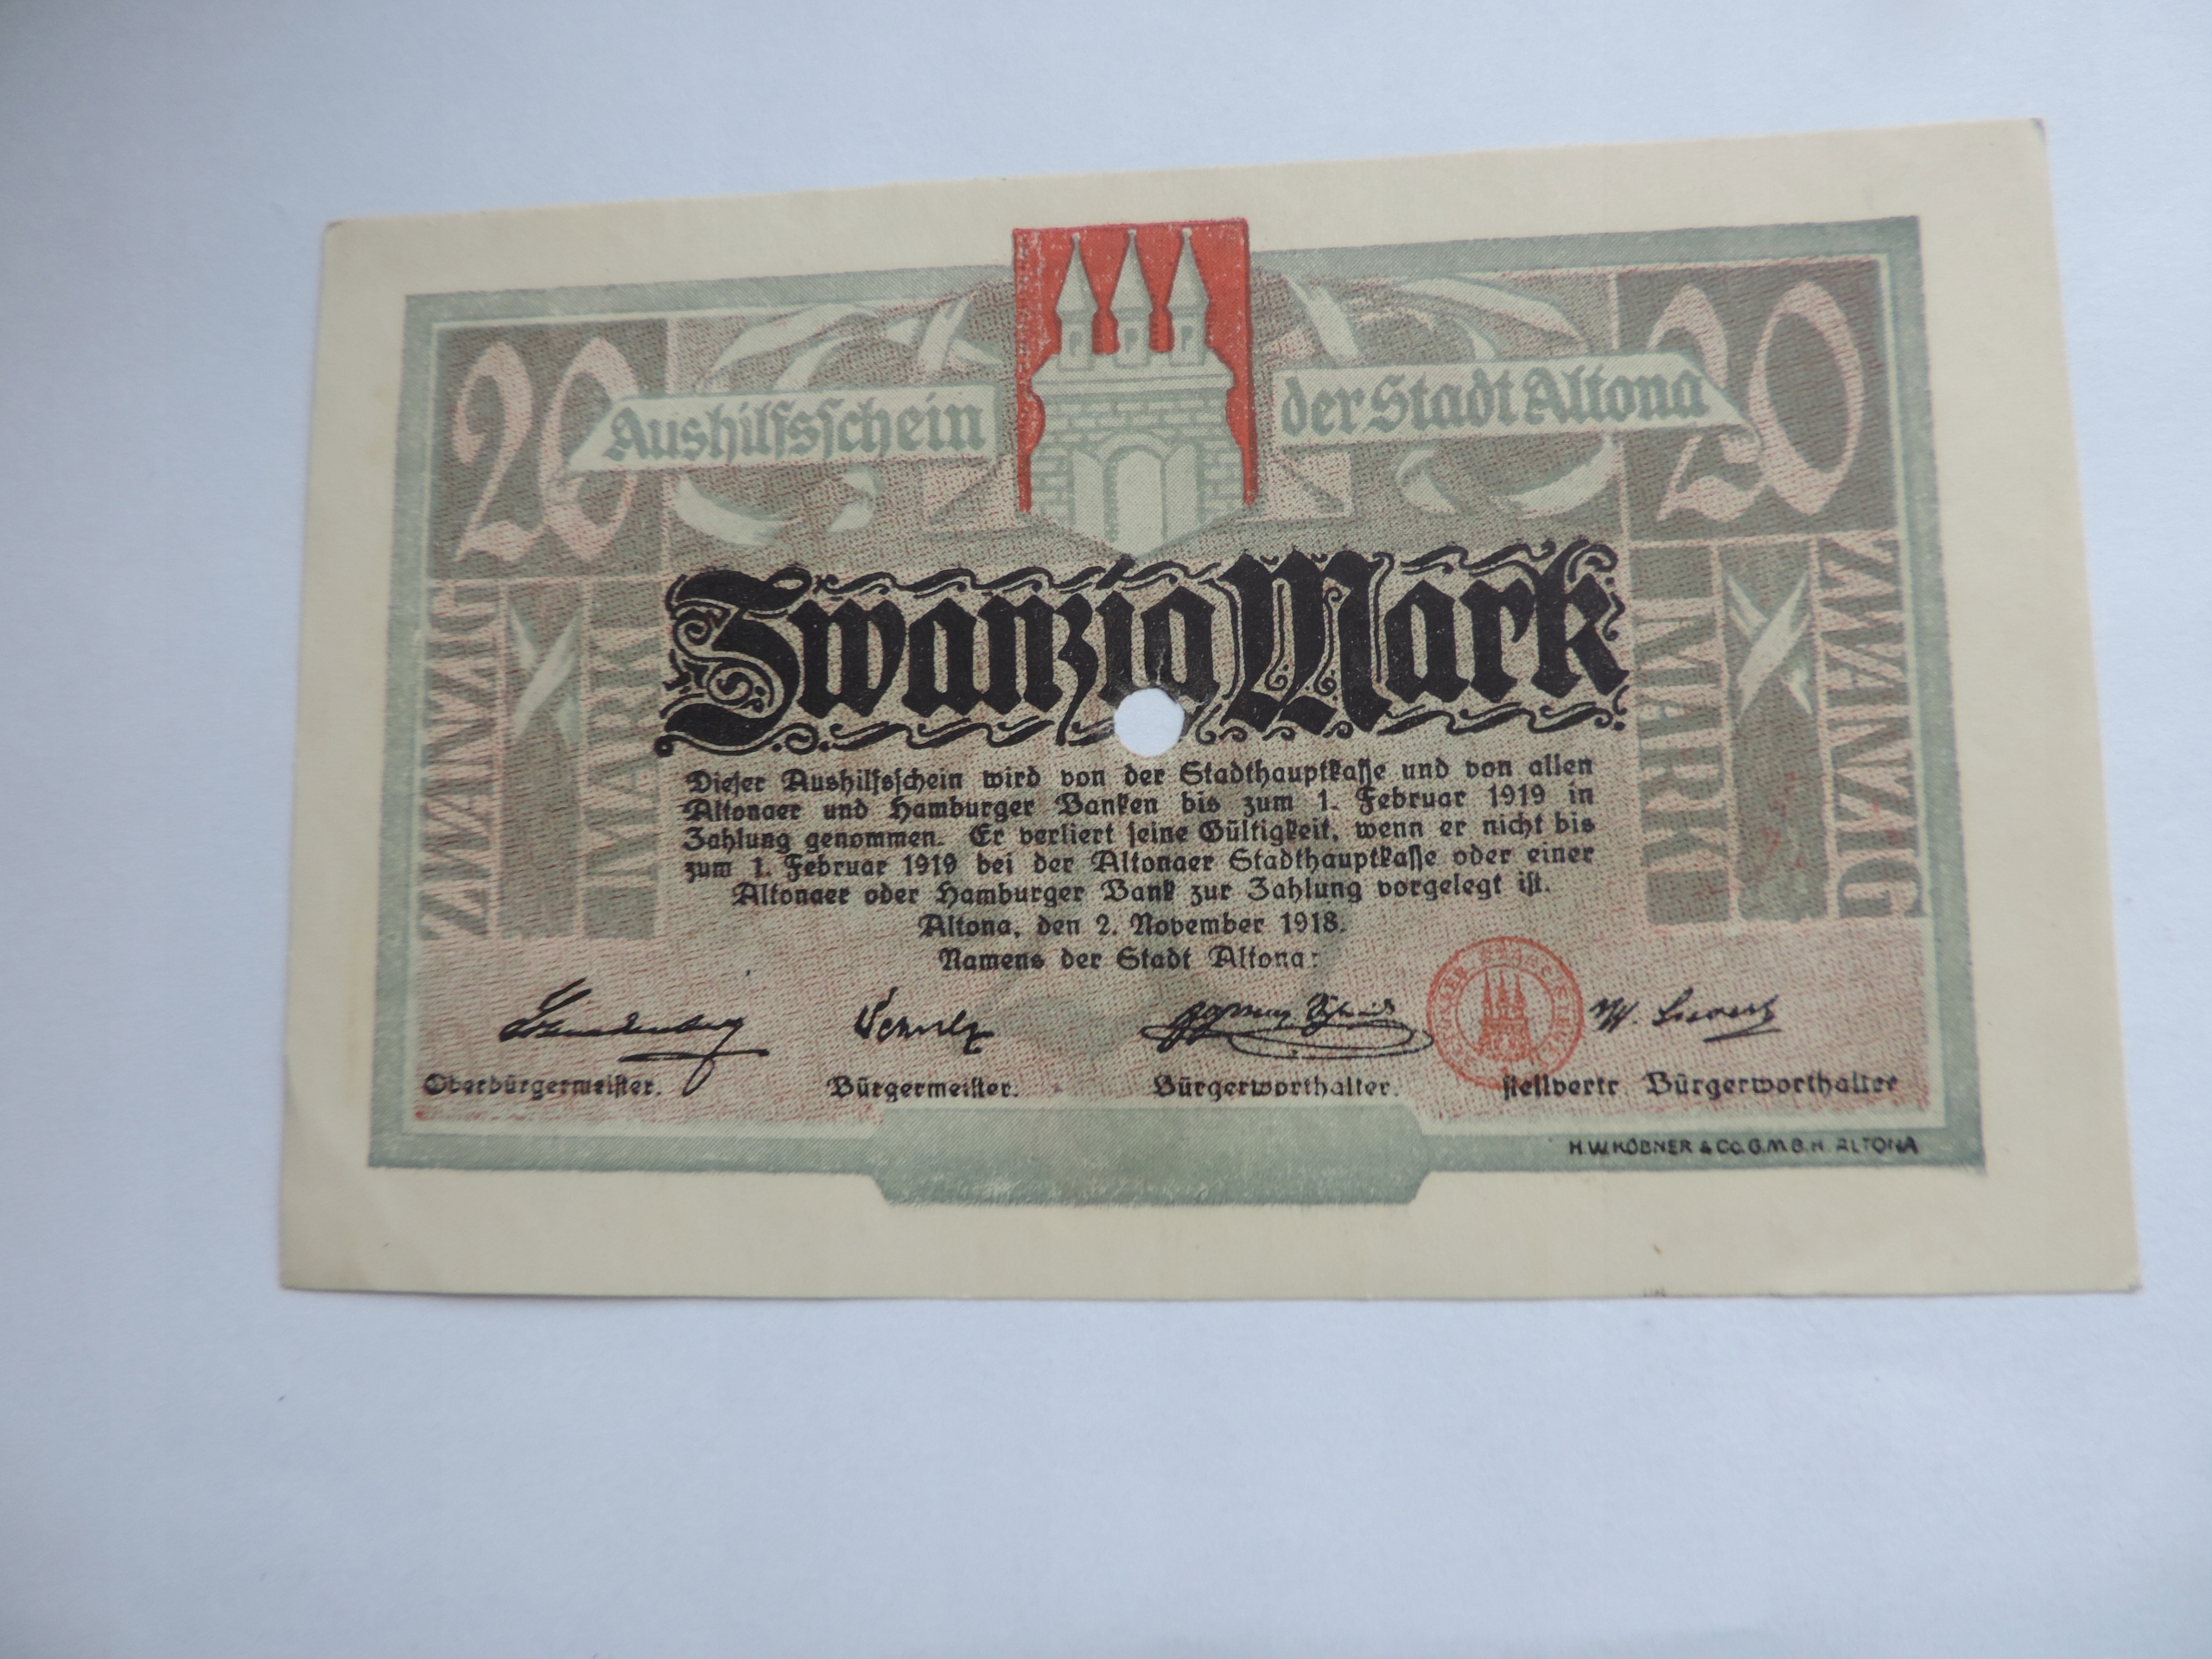 20
Aushilfsschein
der Stadt Altona
20
ZWANZIG
MARK
Zwanzig Mark
MARK
ZWANZIG
Dieser Aushilfsschein wird von der Stadthauptkasse und von allen
Altonaer und Hamburger Banken bis zum 1. Februar 1919 in
Zahlung genommen. Er verliert seine Gültigkeit, wenn er nicht bis
zum 1. Februar 1919 bei der Altonaer Stadthauptkasse oder einer
Altonaer oder Hamburger Bank zur Zahlung vorgelegt ist.
Altona, den 2. November 1918.
Namens der Stadt Altona:
Oberbürgermeister.
Bürgermeister.
Bürgerworthalter.
stellvertr. Bürgerworthalter
H.W. KÖBNER & CO. G.M.B.H. ALTONA